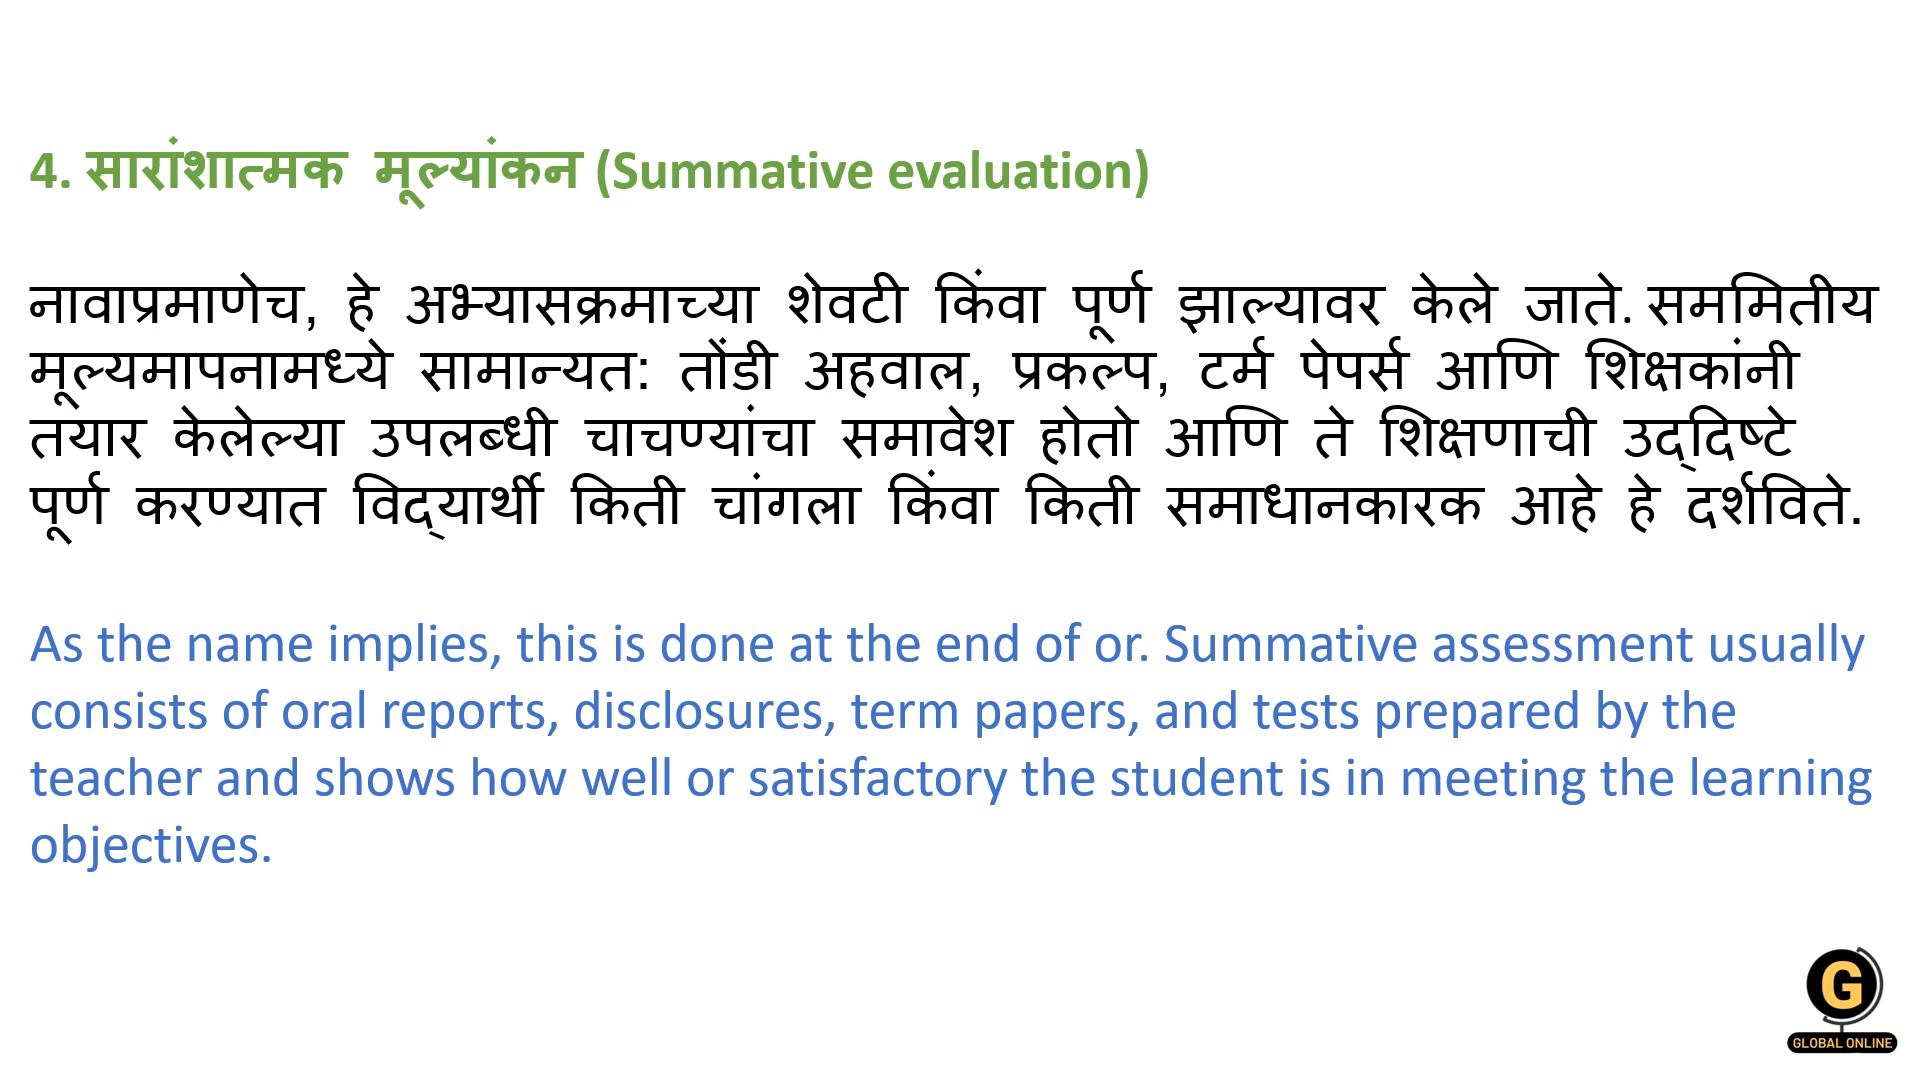 4. सारांशात्मक मूल्यांकन (Summative evaluation)
नावाप्रमाणेच, हे अभ्यासक्रमाच्या शेवटी किंवा पूर्ण झाल्यावर केले जाते. सममितीय
मूल्यमापनामध्ये सामान्यत: तोंडी अहवाल, प्रकल्प, टर्म पेपर्स आणि शिक्षकांनी
तयार केलेल्या उपलब्धी चाचण्यांचा समावेश होतो आणि ते शिक्षणाची उद्दिष्टे
पूर्ण करण्यात विद्यार्थी किती चांगला किंवा किती समाधानकारक आहे हे दर्शविते.
As the name implies, this is done at the end of or. Summative assessment usually
consists of oral reports, disclosures, term papers, and tests prepared by the
teacher and shows how well or satisfactory the student is in meeting the learning
objectives.
G
GLOBAL ONLINE